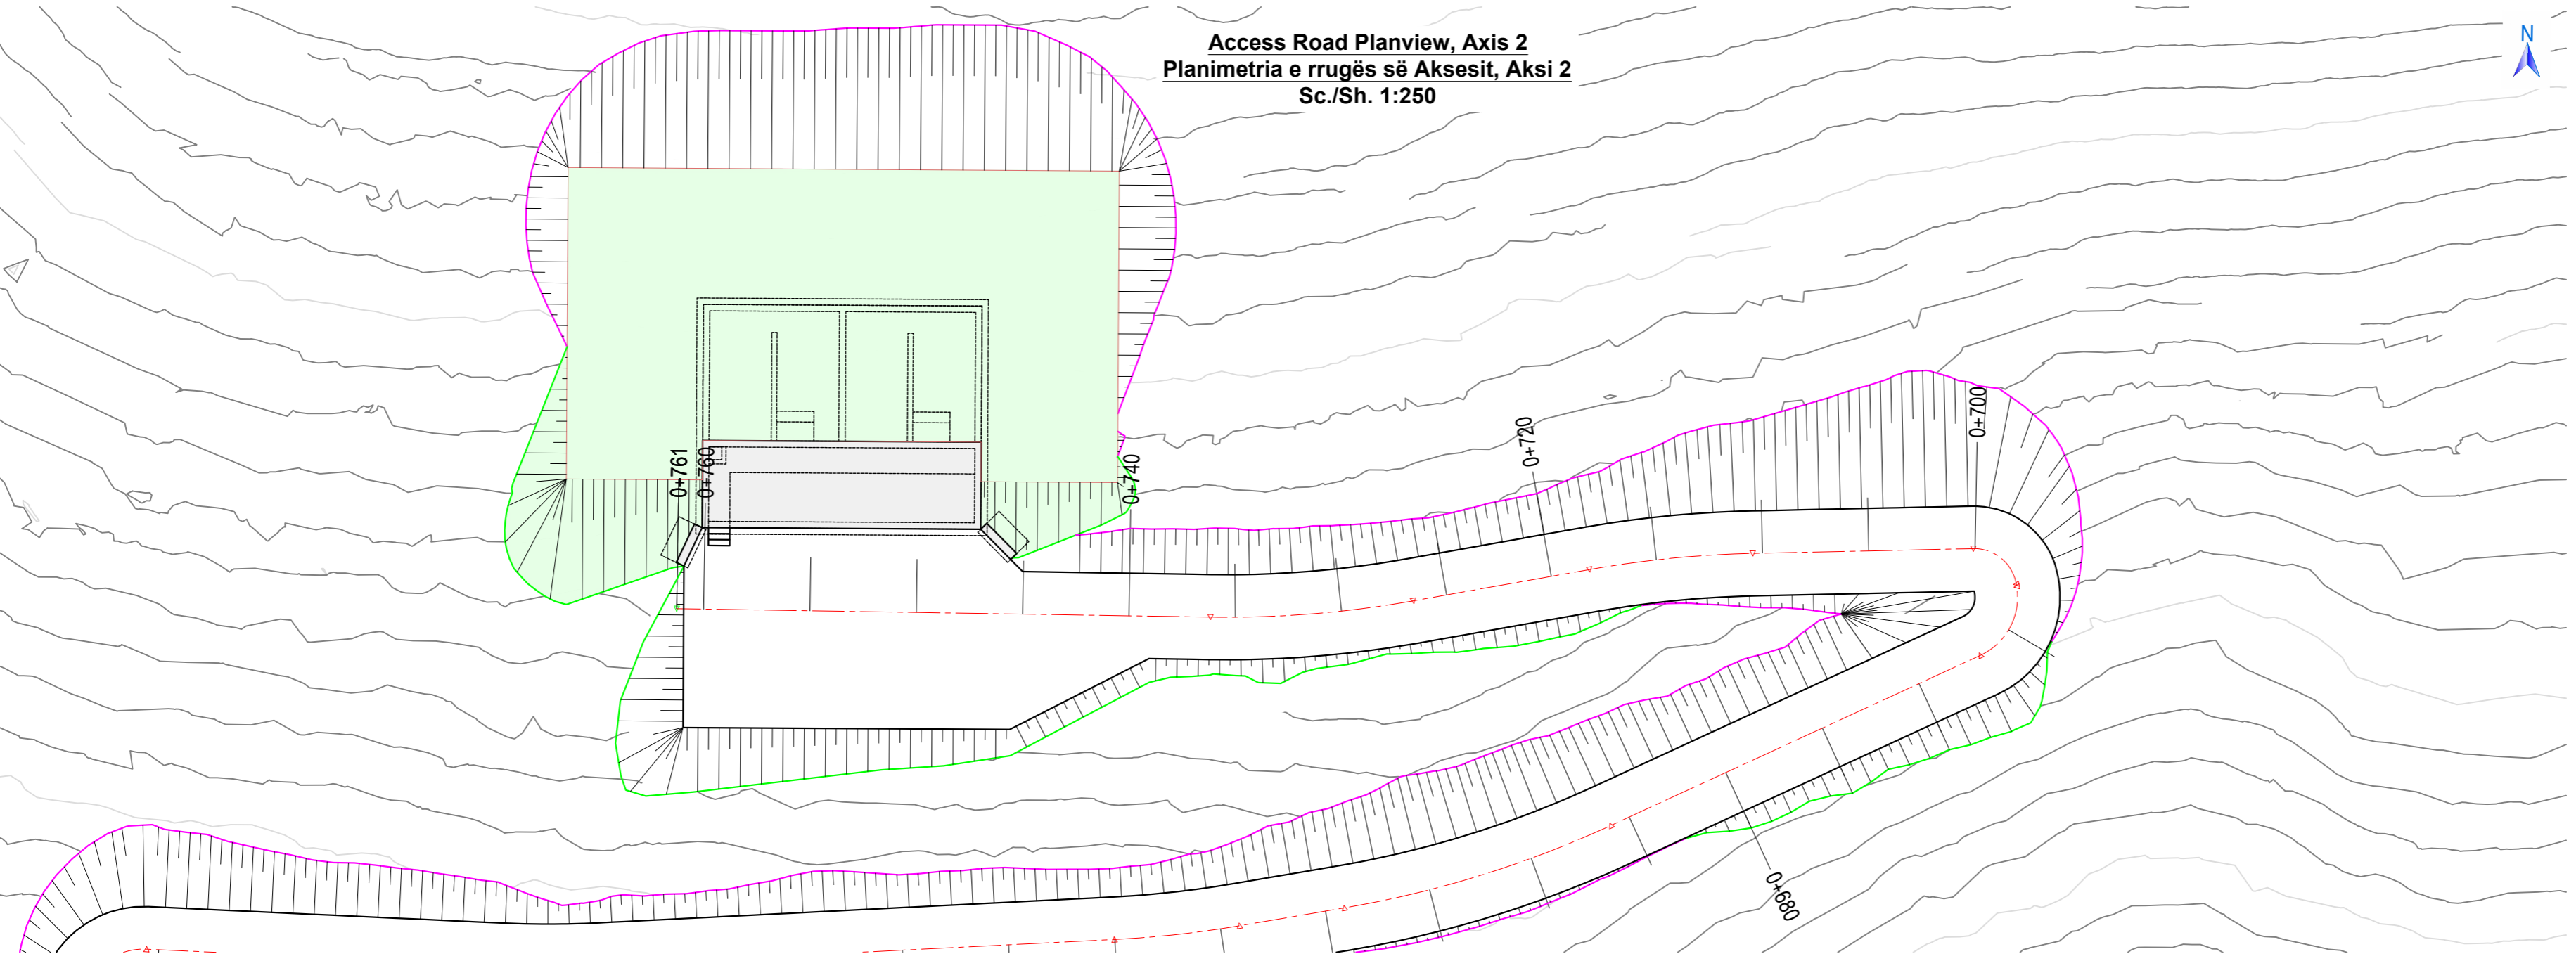 Access Road Planview, Axis 2
Planimetria e rrugës së Aksesit, Aksi 2
Sc./Sh. 1:250
N
0+700
0+720
0+740
0+761
0+760
0+680